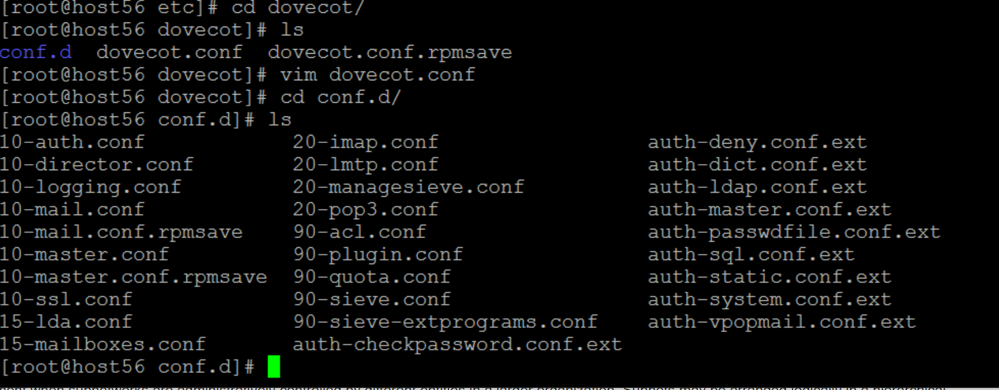 [root@host56 etc]# cd dovecot/
[root@host56 dovecot]# ls
conf.d  dovecot.conf  dovecot.conf.rpmsave
[root@host56 dovecot]# vim dovecot.conf
[root@host56 dovecot]# cd conf.d/
[root@host56 conf.d]# ls
10-auth.conf            20-imap.conf                 auth-deny.conf.ext
10-director.conf        20-lmtp.conf                 auth-dict.conf.ext
10-logging.conf         20-managesieve.conf          auth-ldap.conf.ext
10-mail.conf            20-pop3.conf                 auth-master.conf.ext
10-mail.conf.rpmsave    90-acl.conf                  auth-passwdfile.conf.ext
10-master.conf          90-plugin.conf               auth-sql.conf.ext
10-master.conf.rpmsave  90-quota.conf                auth-static.conf.ext
10-ssl.conf             90-sieve.conf                auth-system.conf.ext
15-lda.conf             90-sieve-extprograms.conf    auth-vpopmail.conf.ext
15-mailboxes.conf       auth-checkpassword.conf.ext
[root@host56 conf.d]#